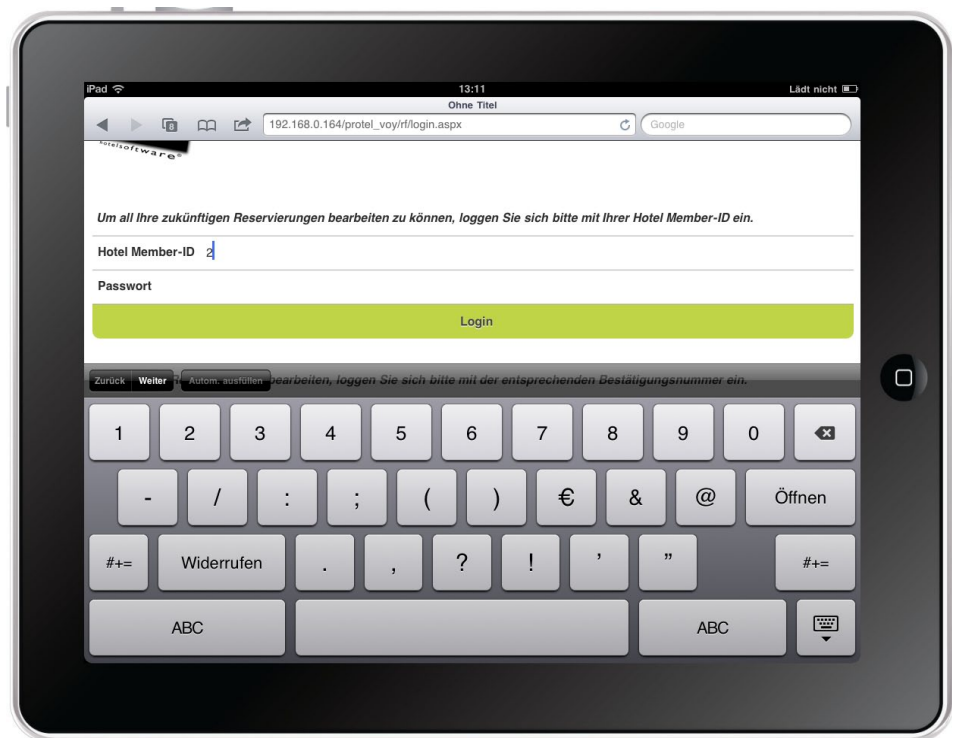 iPad 13:11 Lädt nicht
Ohne Titel
8 192.168.0.164/protel_voy/rf/login.aspx Google
hotelsoftware®
Um all Ihre zukünftigen Reservierungen bearbeiten zu können, loggen Sie sich bitte mit Ihrer Hotel Member-ID ein.
Hotel Member-ID 2
Passwort
Login
Zurück Weiter Autom. ausfüllen bearbeiten, loggen Sie sich bitte mit der entsprechenden Bestätigungsnummer ein.
1 2 3 4 5 6 7 8 9 0
- / : ; ( ) € & @ Öffnen
#+= Widerrufen . , ? ! ’ ” #+=
ABC ABC